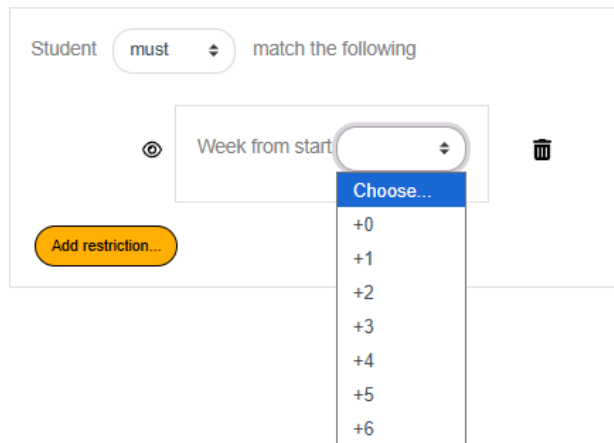 Student must match the following
Week from start
Choose...
+0
Add restriction...
+1
+2
+3
+4
+5
+6